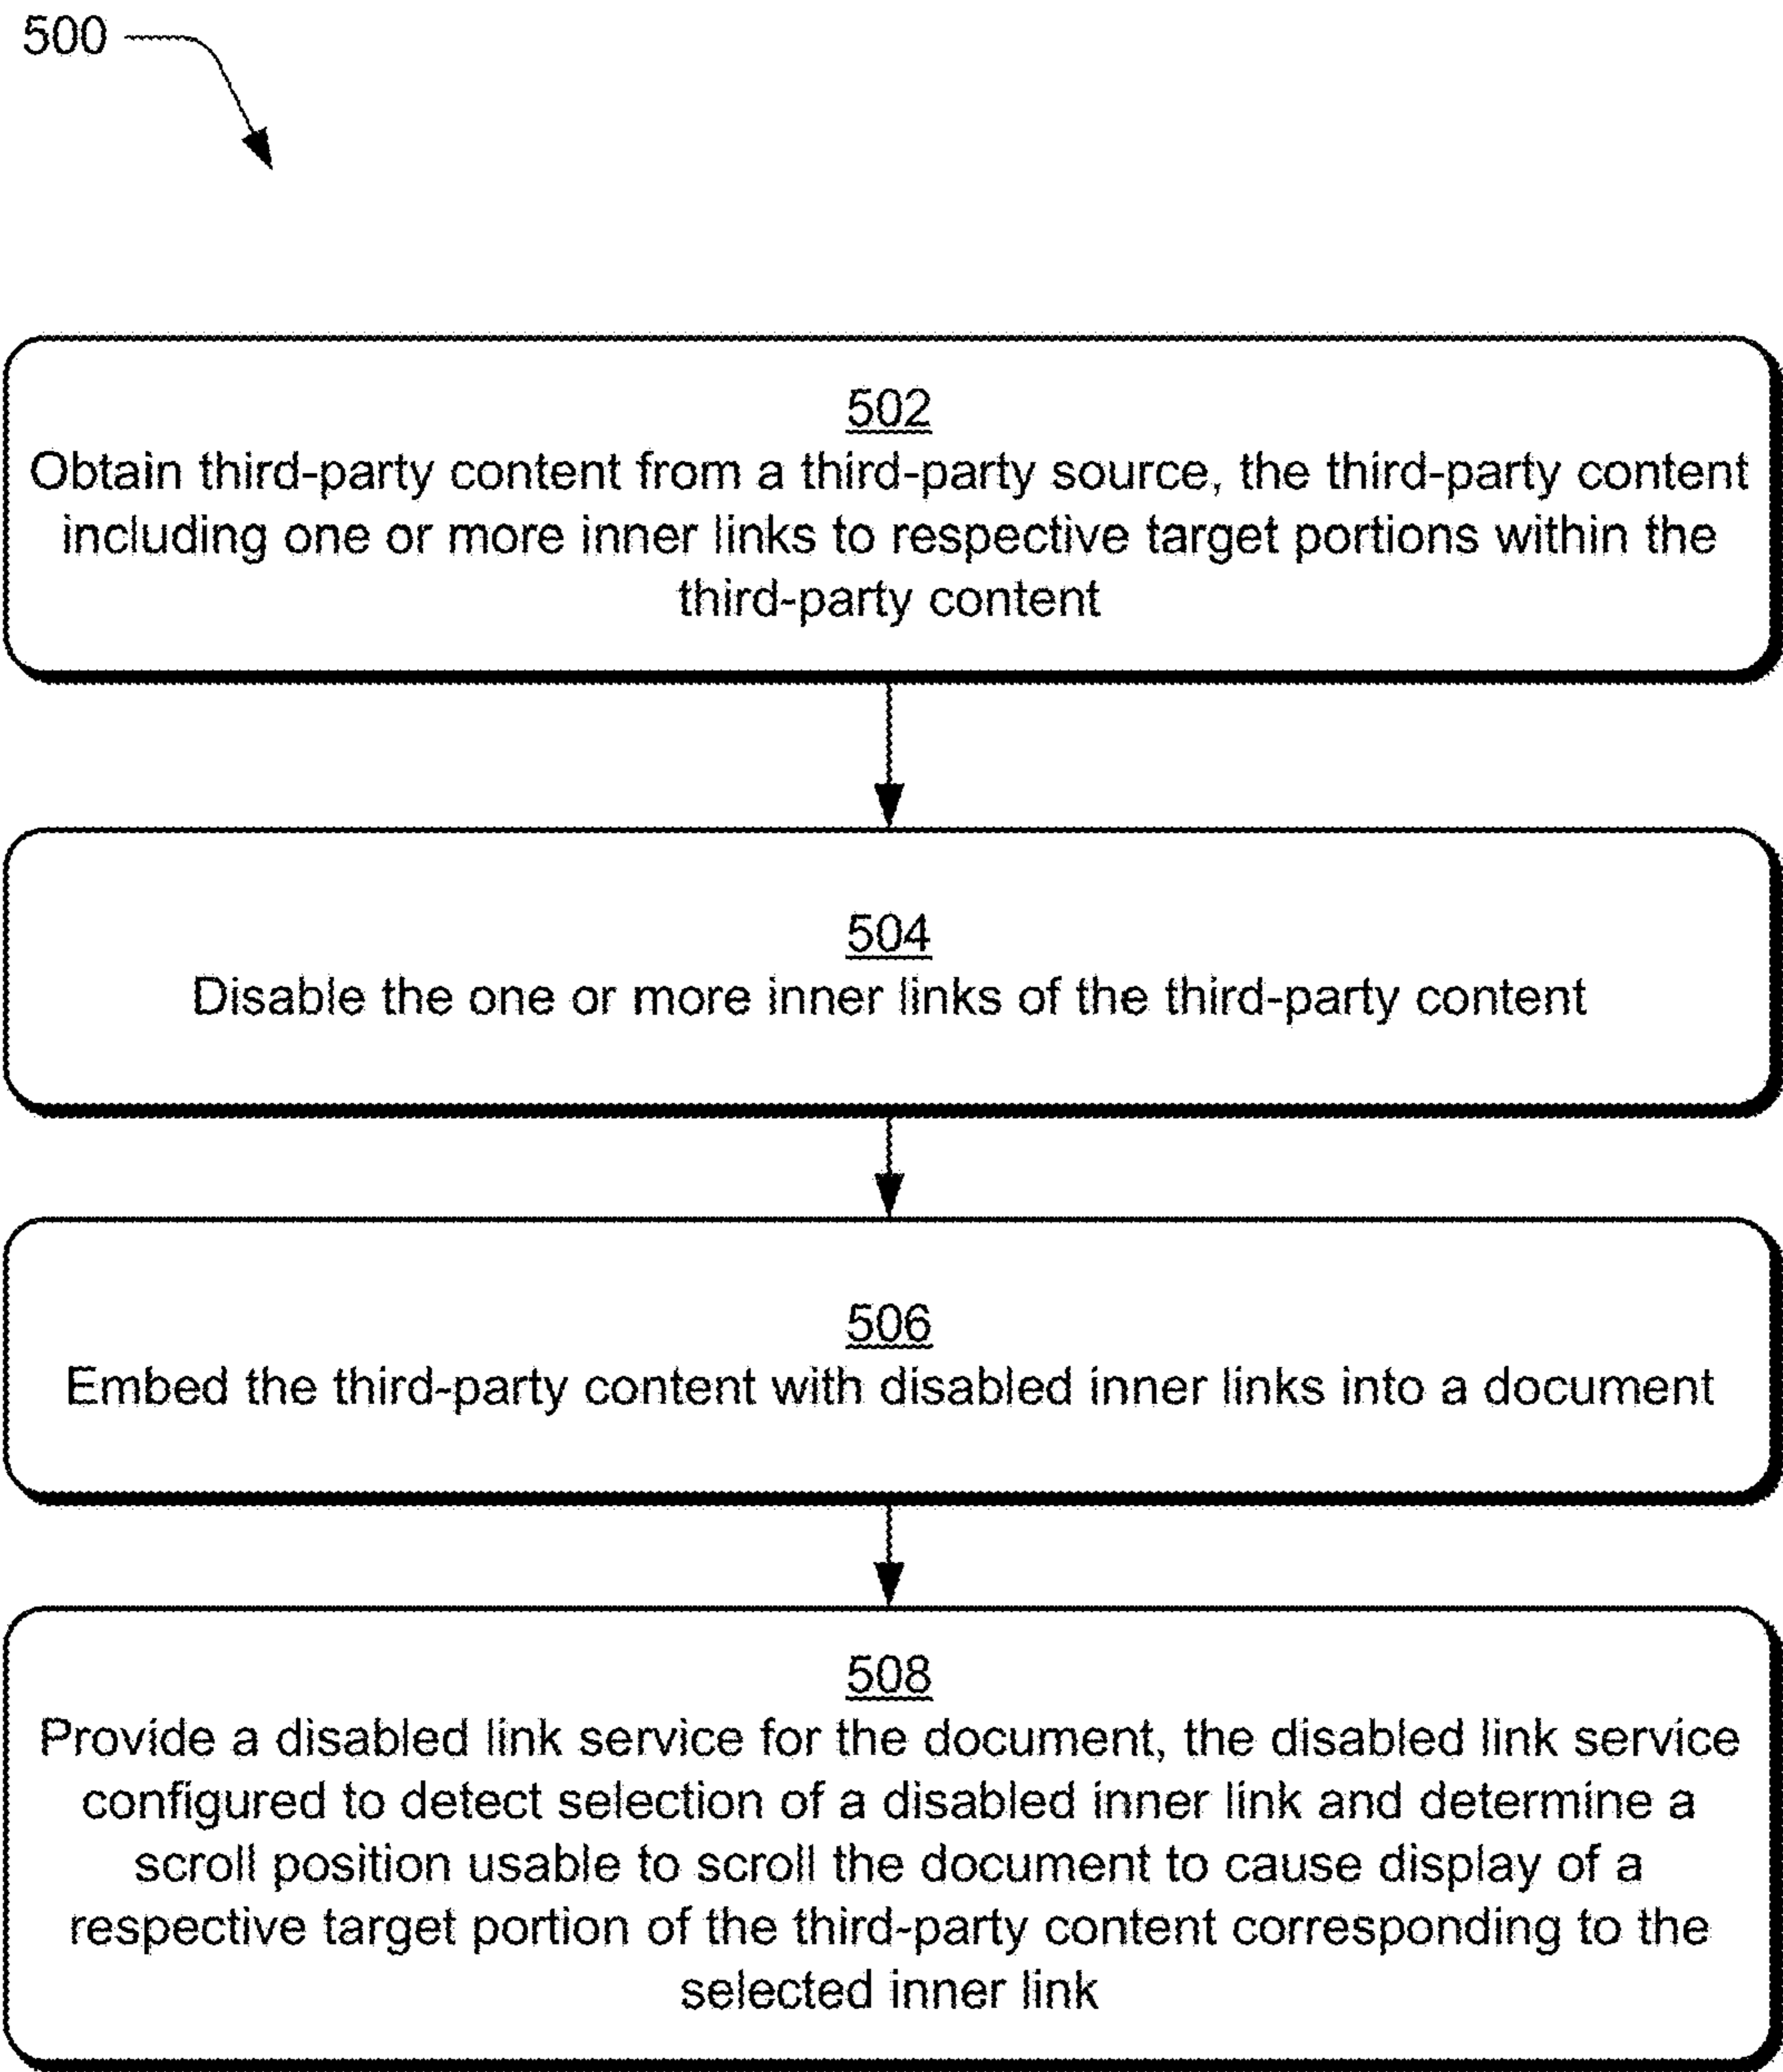 500
502
Obtain third-party content from a third-party source, the third-party content
including one or more inner links to respective target portions within the
third-party content
504
Disable the one or more inner links of the third-party content
506
Embed the third-party content with disabled inner links into a document
508
Provide a disabled link service for the document, the disabled link service
configured to detect selection of a disabled inner link and determine a
scroll position usable to scroll the document to cause display of a
respective target portion of the third-party content corresponding to the
selected inner link